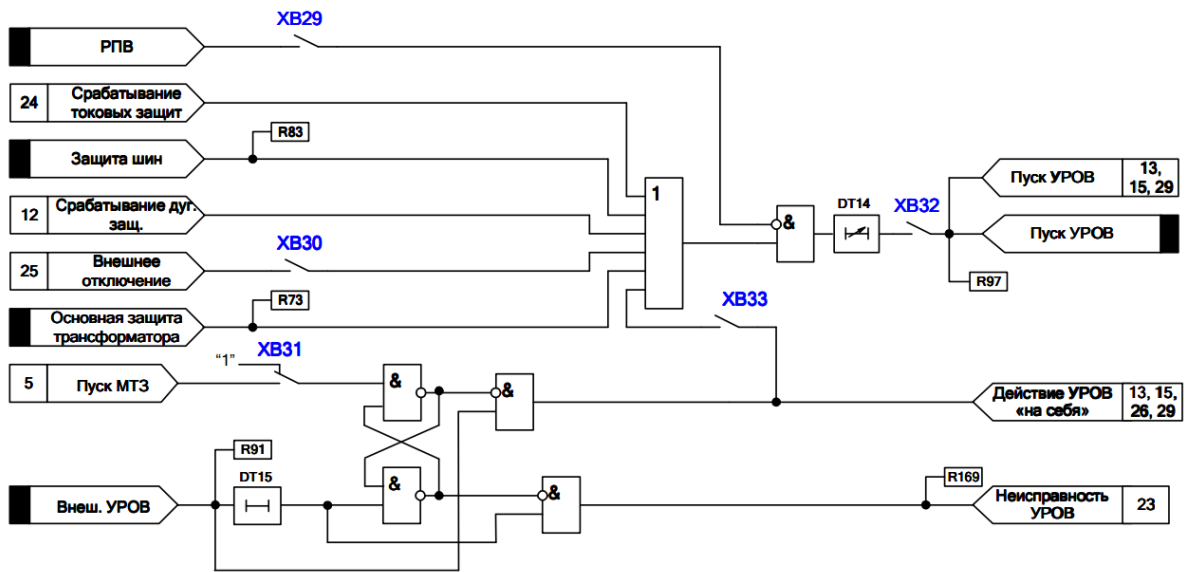 XB29
РПВ
24
Срабатывание
токовых защит
R83
Защита шин
12
Срабатывание дуг.
защ.
XB30
25
Внешнее
отключение
R73
Основная защита
трансформатора
XB31
"1"
5
Пуск МТЗ
R91
DT15
Внеш. УРОВ
&
&
&
&
1
XB33
&
DT14
XB32
Пуск УРОВ
13,
15, 29
Пуск УРОВ
R97
Действие УРОВ
«на себя»
13, 15,
26, 29
R169
Неисправность
УРОВ
23